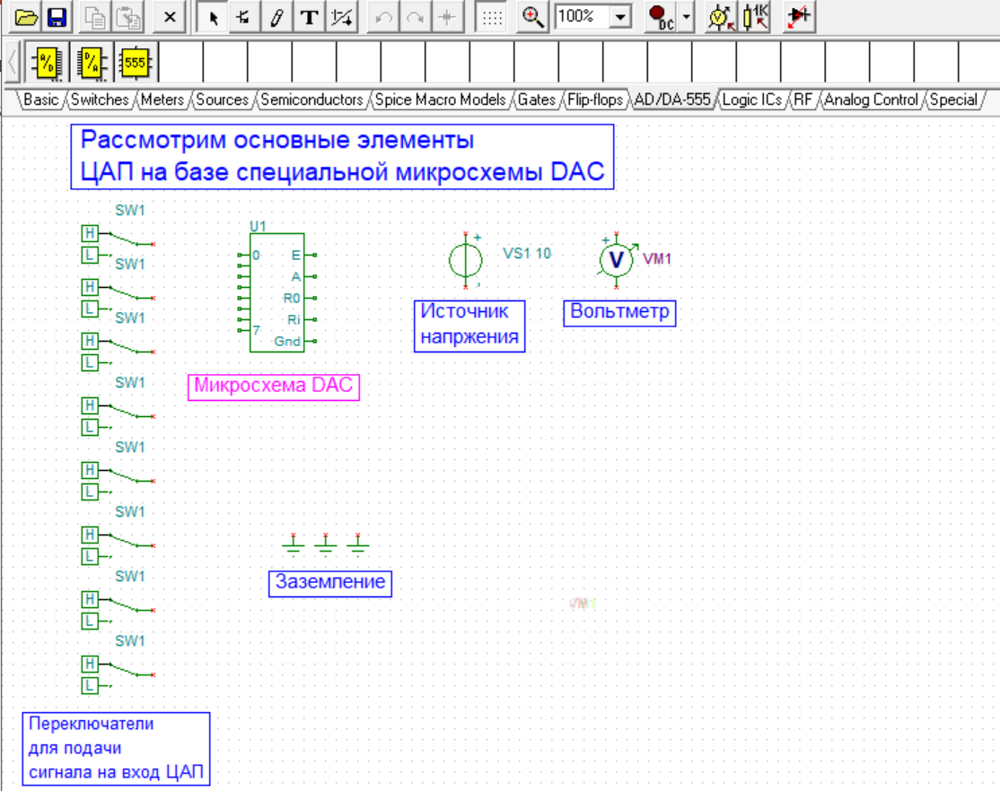 100%
DC
1K
A/D
D/A
555
Basic Switches Meters Sources Semiconductors Spice Macro Models Gates Flip-flops AD/DA-555 Logic ICs RF Analog Control Special
Рассмотрим основные элементы
ЦАП на базе специальной микросхемы DAC
SW1
H
L
SW1
H
L
SW1
H
L
SW1
H
L
SW1
H
L
SW1
H
L
SW1
H
L
SW1
H
L
Переключатели
для подачи
сигнала на вход ЦАП
U1
0 E
A
R0
Ri
7
Gnd
Микросхема DAC
+
VS1 10
-
Источник
напржения
+
V VM1
Вольтметр
Заземление
VM1